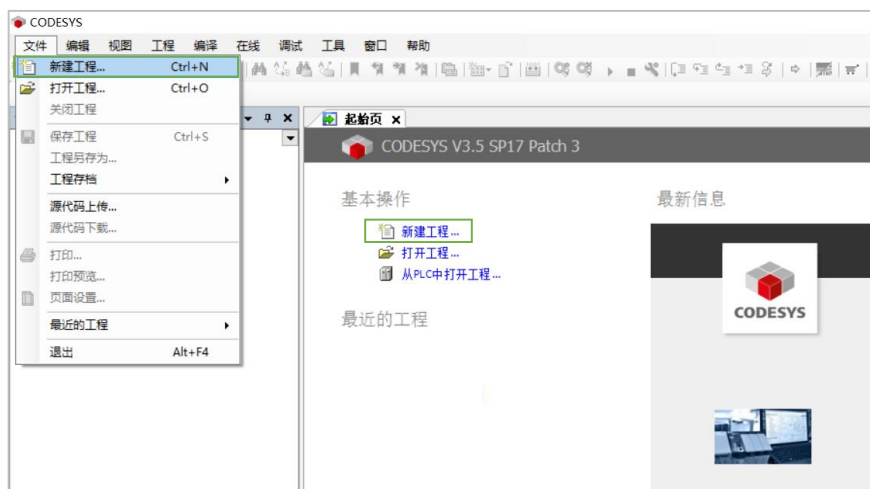 CODESYS
文件 编辑 视图 工程 编译 在线 调试 工具 窗口 帮助
新建工程... Ctrl+N
打开工程... Ctrl+O
关闭工程
保存工程 Ctrl+S
工程另存为...
工程存档
源代码上传...
源代码下载...
打印...
打印预览...
页面设置...
最近的工程
退出 Alt+F4
起始页
CODESYS V3.5 SP17 Patch 3
基本操作
新建工程...
打开工程...
从PLC中打开工程...
最近的工程
最新信息
CODESYS